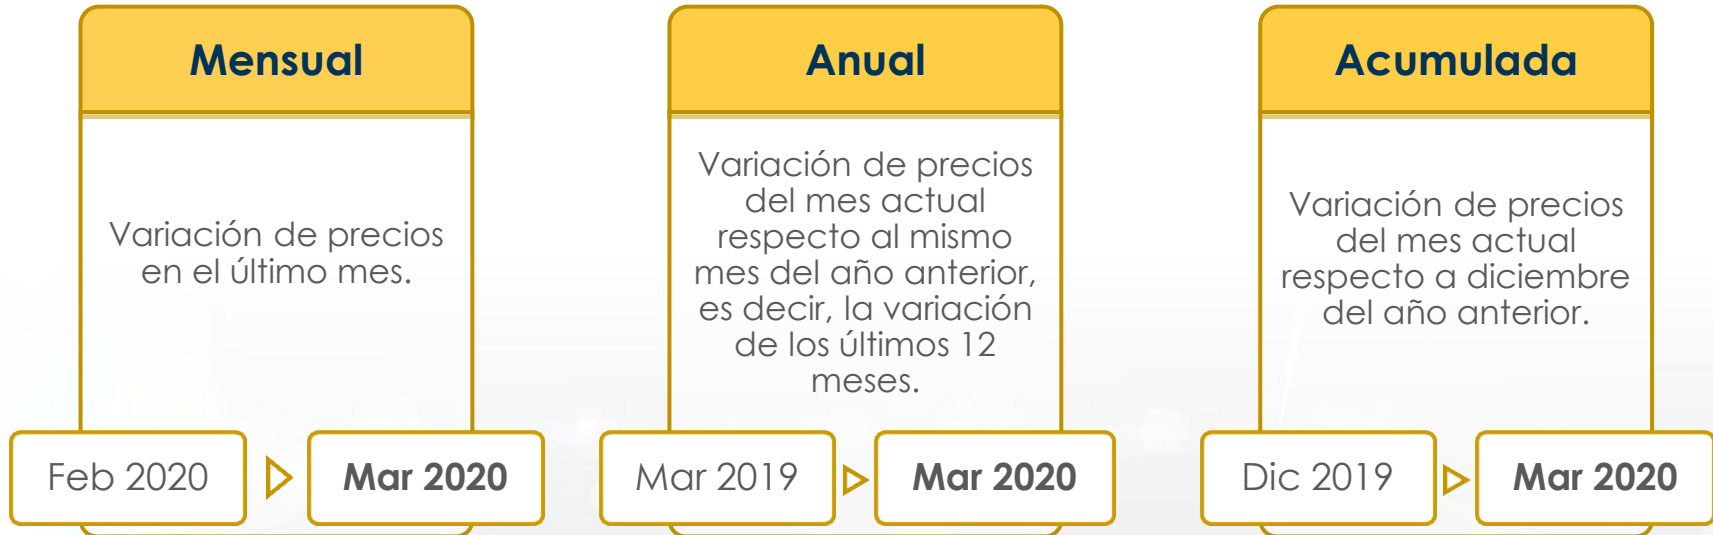 Mensual
Variación de precios
en el último mes.
Feb 2020
Mar 2020
Anual
Variación de precios
del mes actual
respecto al mismo
mes del año anterior,
es decir, la variación
de los últimos 12
meses.
Mar 2019
Mar 2020
Acumulada
Variación de precios
del mes actual
respecto a diciembre
del año anterior.
Dic 2019
Mar 2020